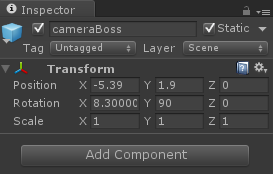 Inspector
cameraBoss Static
Tag Untagged Layer Scene
Transform
Position X -5.39 Y 1.9 Z 0
Rotation X 8.30000 Y 90 Z 0
Scale X 1 Y 1 Z 1
Add Component